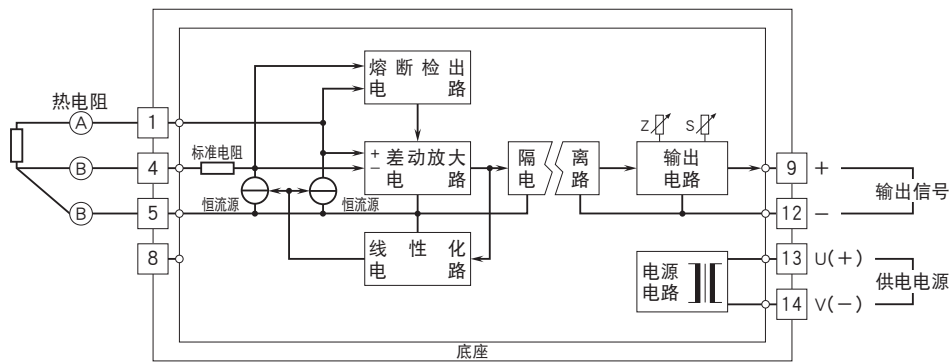 热电阻
A
B
B
1
4
5
8
标准电阻
恒流源
恒流源
熔断检出
电路
+
−
差动放大
电路
线性化
电路
隔离
电路
Z
S
输出
电路
电源
电路
9
12
13
14
+
−
U(+)
V(−)
输出信号
供电电源
底座